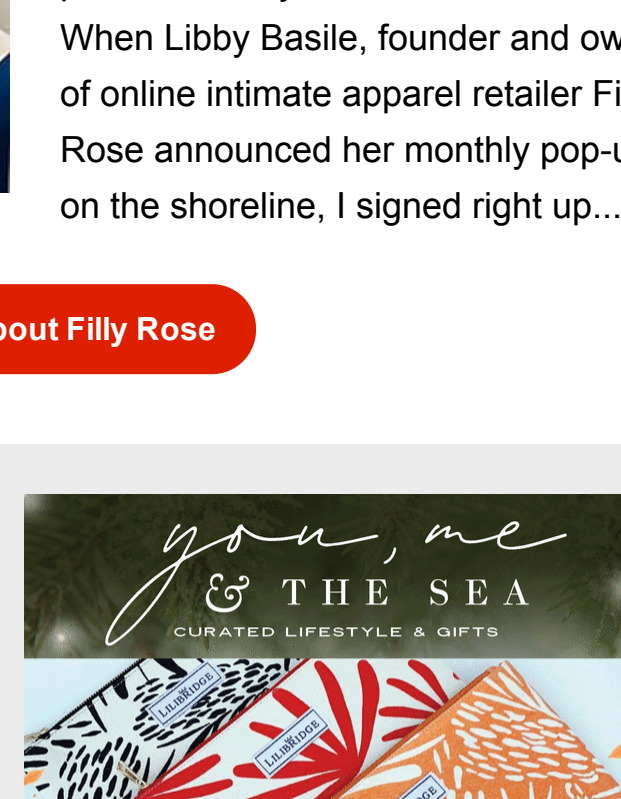 When Libby Basile, founder and ow
of online intimate apparel retailer Fi
Rose announced her monthly pop-u
on the shoreline, I signed right up...
bout Filly Rose
you, me
& THE SEA
CURATED LIFESTYLE & GIFTS
LILIBRIDGE
LILIBRIDGE